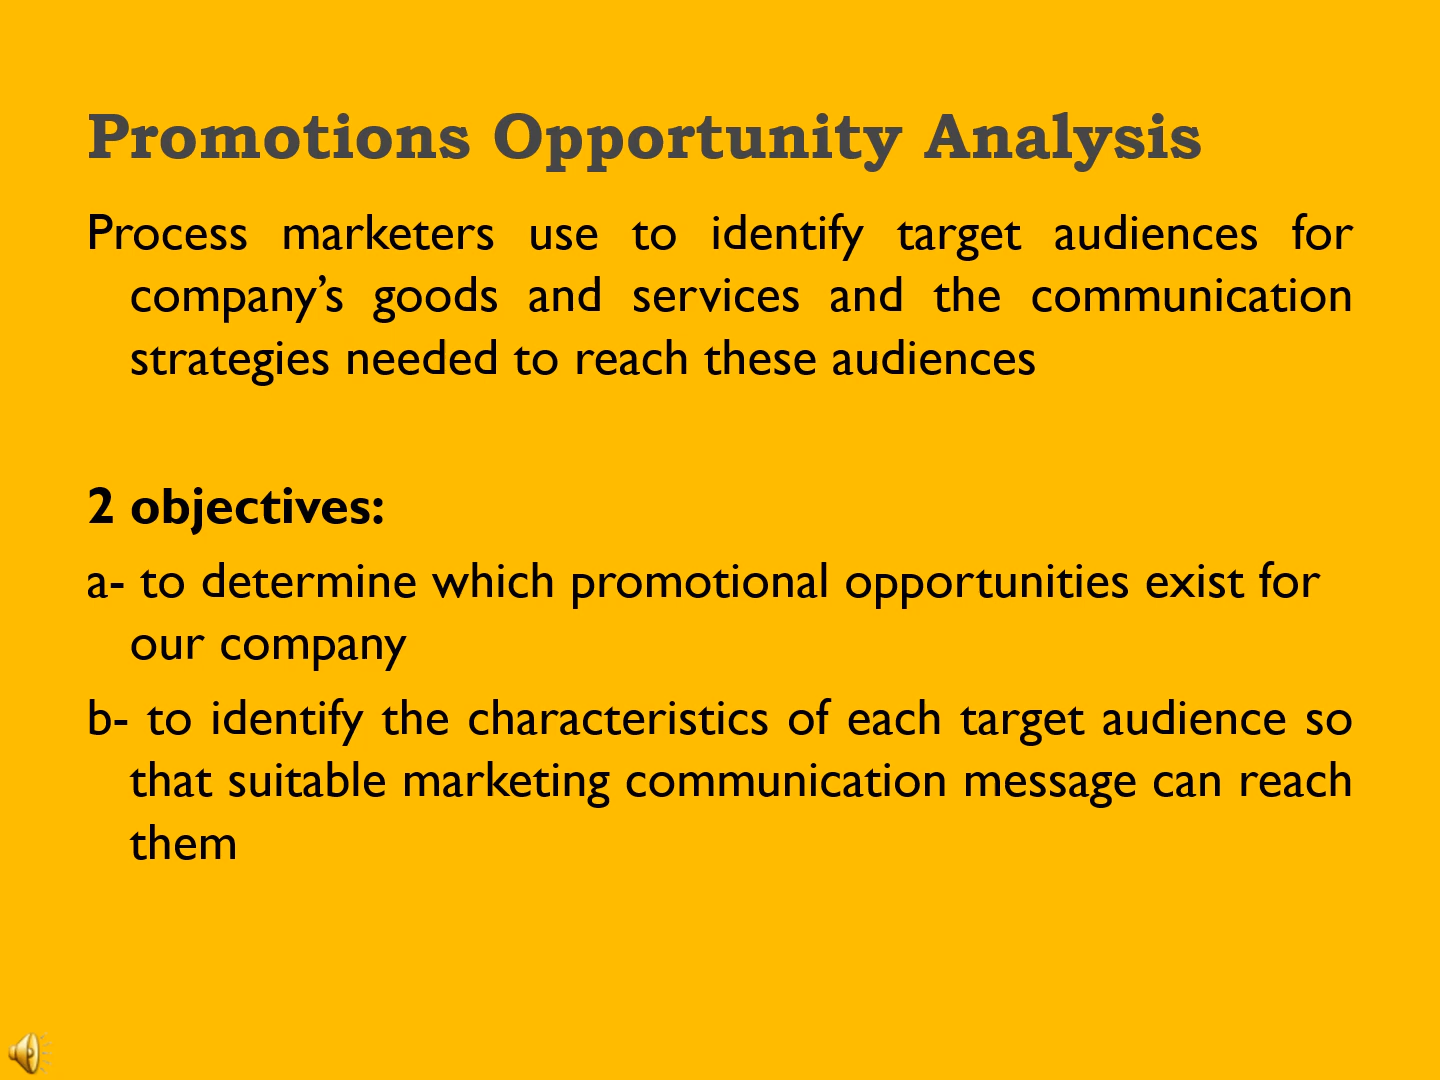 Promotions Opportunity Analysis
Process marketers use to identify target audiences for
company’s goods and services and the communication
strategies needed to reach these audiences
2 objectives:
a- to determine which promotional opportunities exist for
our company
b- to identify the characteristics of each target audience so
that suitable marketing communication message can reach
them